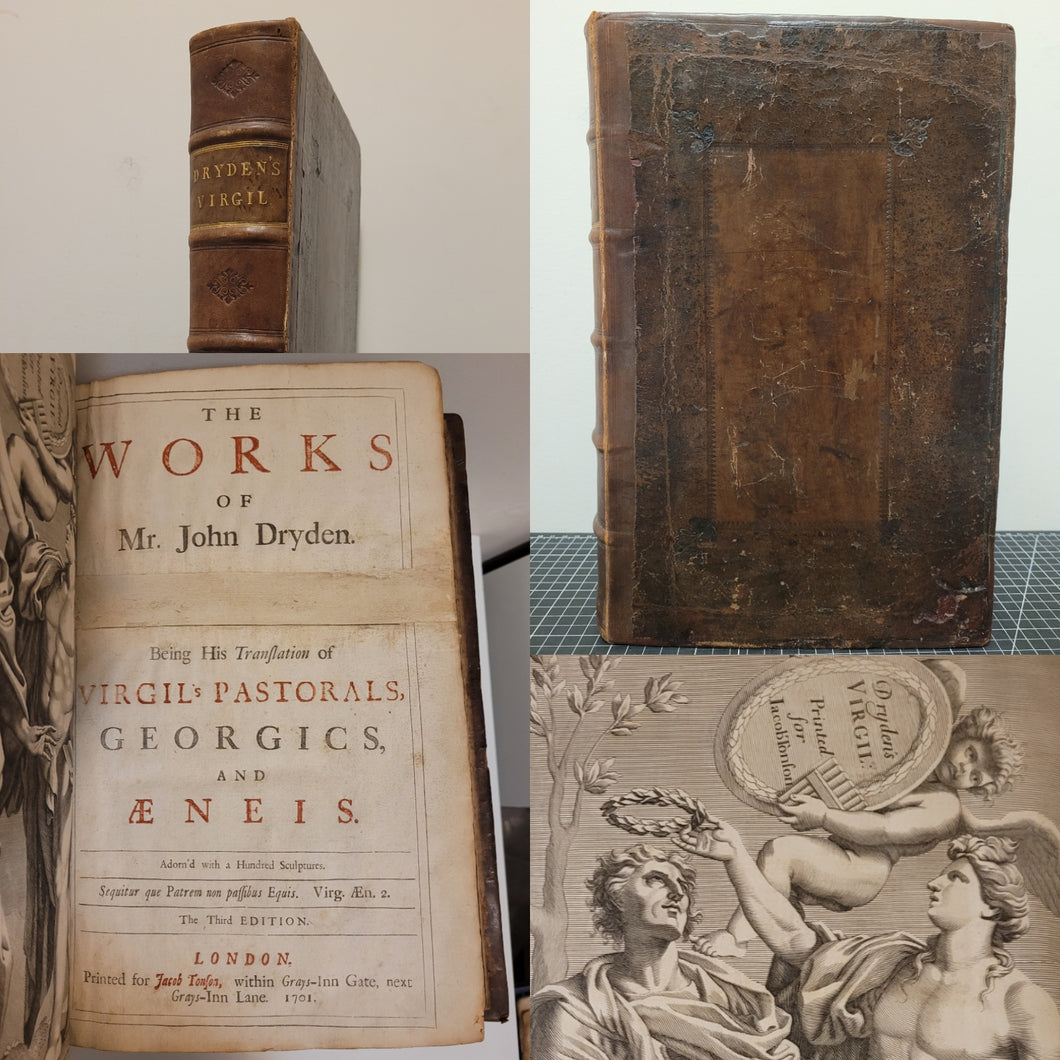 DRYDEN'S
VIRGIL
THE
WORKS
OF
Mr. John Dryden.
Being His Tranſlation of
VIRGIL's PASTORALS,
GEORGICS,
AND
ÆNEIS.
Adorn'd with a Hundred Sculptures.
Sequitur que Patrem non paſſibus Equis. Virg. Æn. 2.
The Third EDITION.
LONDON.
Printed for Jacob Tonſon, within Grays-Inn Gate, next
Grays-Inn Lane. 1701.
Dryden's
VIRGIL:
Printed
for
Iacob Tonſon